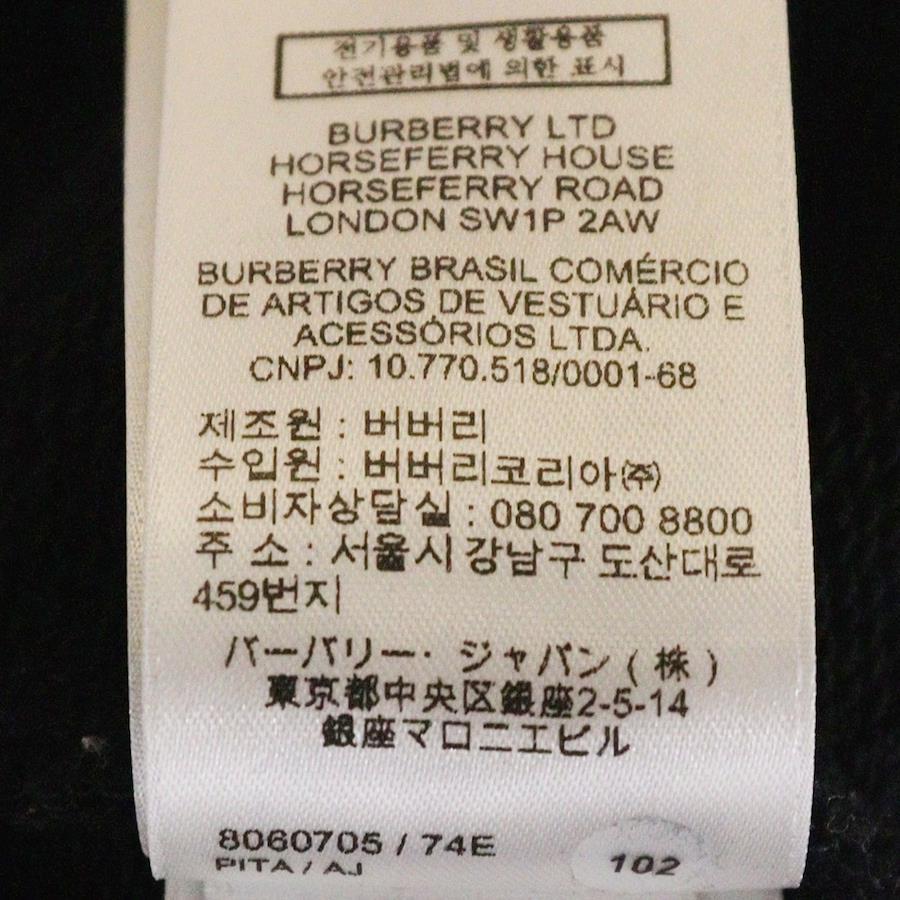 전기용품 및 생활용품
안전관리법에 의한 표시
BURBERRY LTD
HORSEFERRY HOUSE
HORSEFERRY ROAD
LONDON SW1P 2AW
BURBERRY BRASIL COMÉRCIO
DE ARTIGOS DE VESTUÁRIO E
ACESSÓRIOS LTDA.
CNPJ: 10.770.518/0001-68
제조원 : 버버리
수입원 : 버버리코리아㈜
소비자상담실 : 080 700 8800
주 소 : 서울시 강남구 도산대로
459번지
バーバリー・ジャパン ( 株 )
東京都中央区銀座2-5-14
銀座マロニエビル
8060705 / 74E
PITA / AJ
102